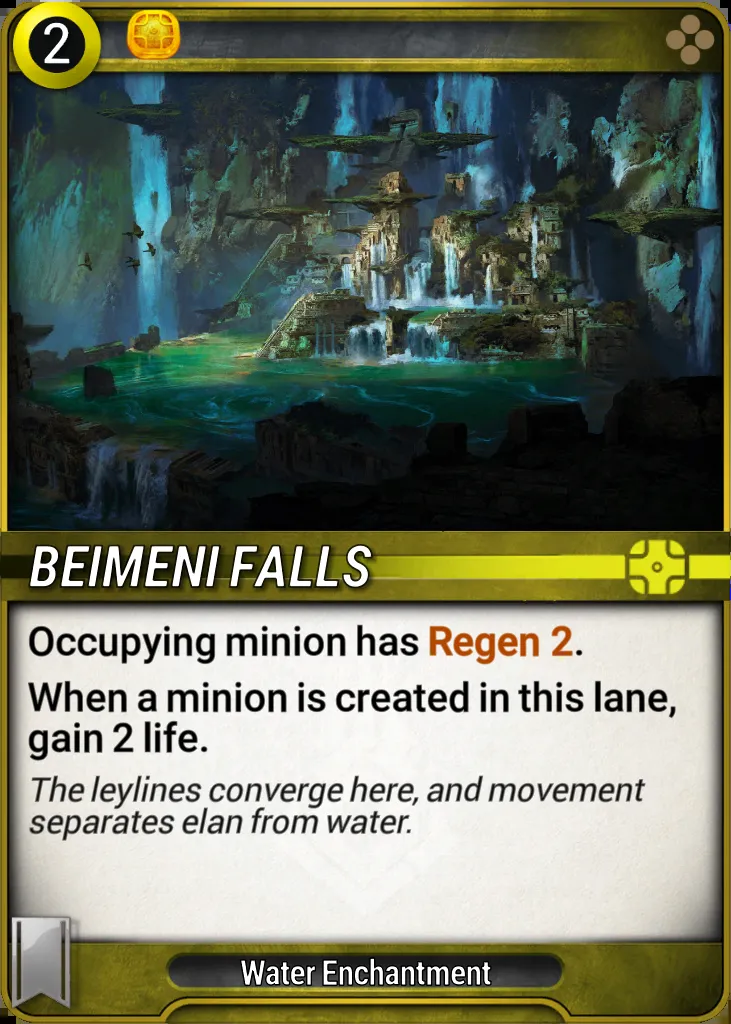 2
BEIMENI FALLS
Occupying minion has Regen 2.
When a minion is created in this lane,
gain 2 life.
The leylines converge here, and movement
separates elan from water.
Water Enchantment